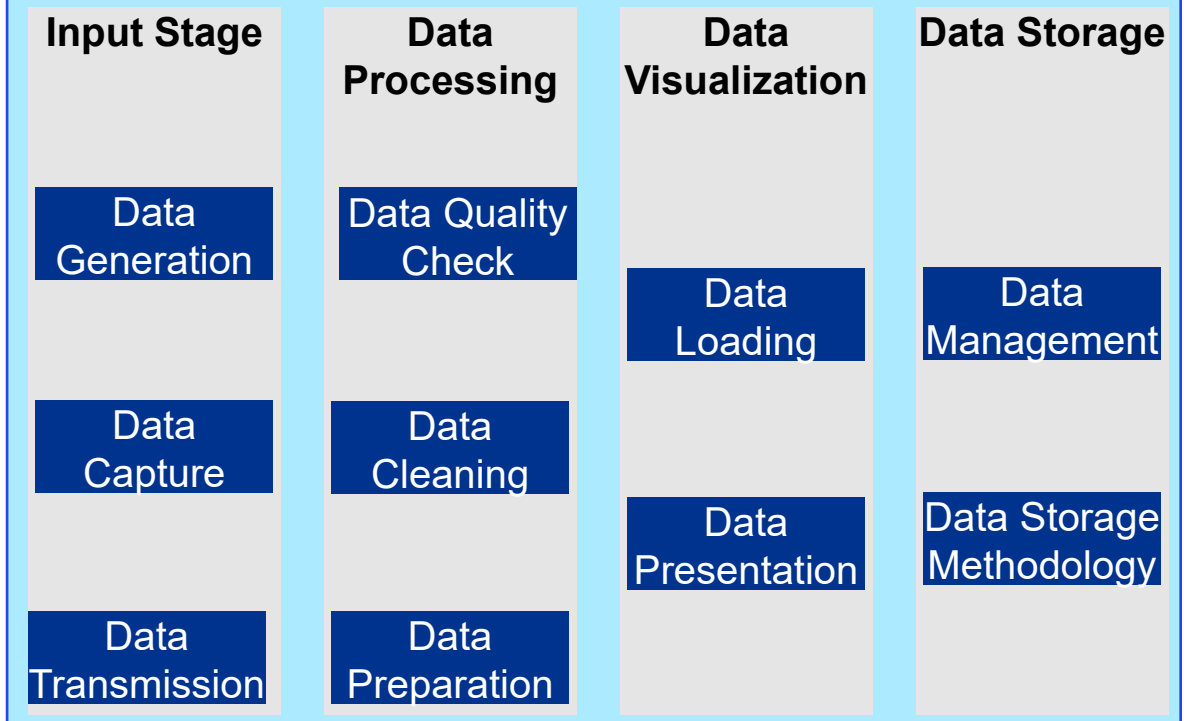 Input Stage
Data
Generation
Data
Capture
Data
Transmission
Data
Processing
Data Quality
Check
Data
Cleaning
Data
Preparation
Data
Visualization
Data
Loading
Data
Presentation
Data Storage
Data
Management
Data Storage
Methodology